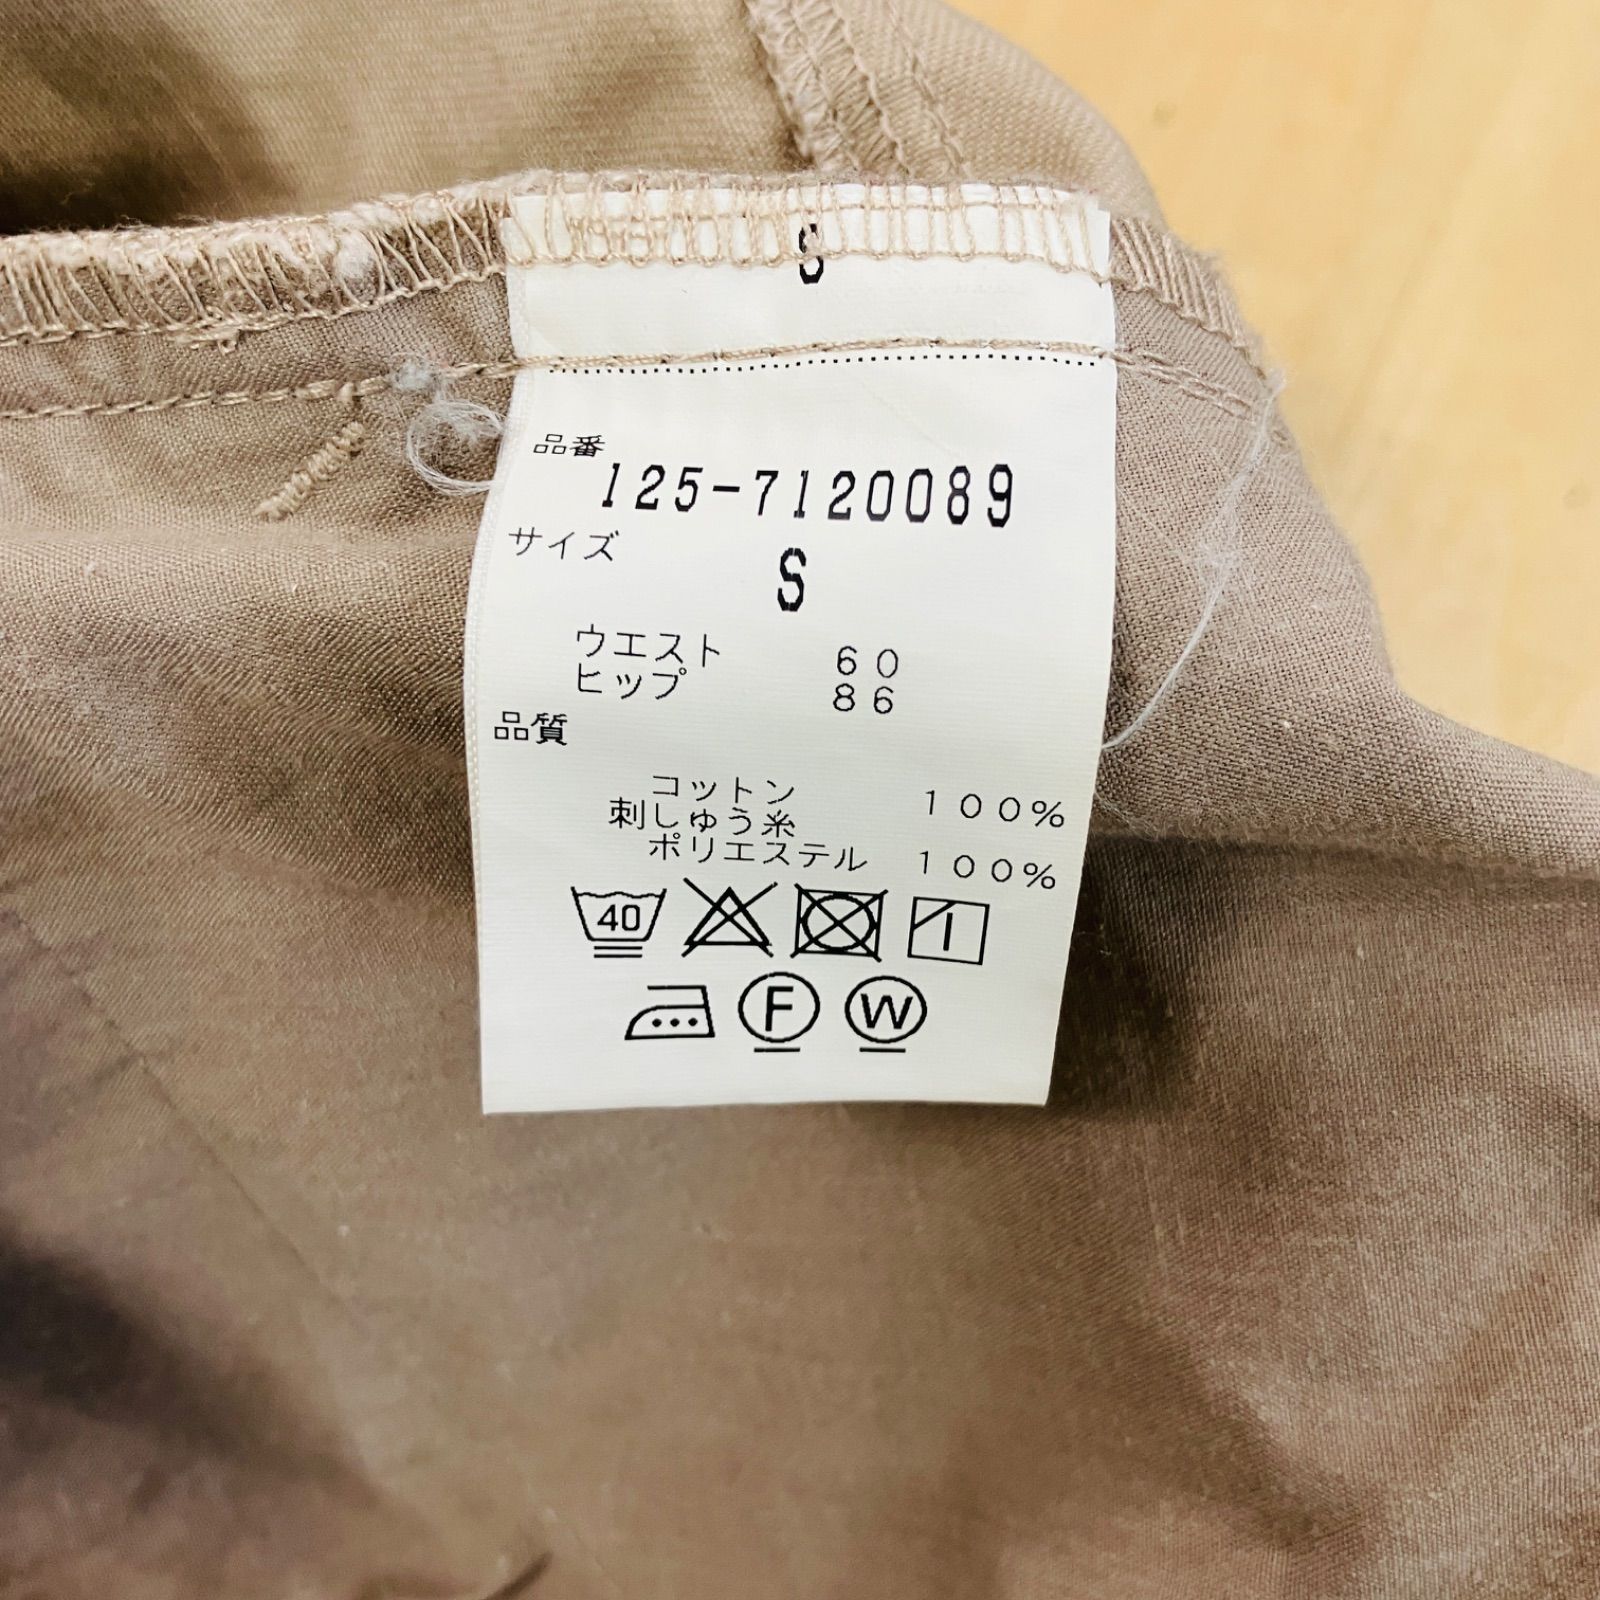 S
品番
125-7120089
サイズ
S
ウエスト 60
ヒップ 86
品質
コットン 100%
刺しゅう糸
ポリエステル 100%
40
F W